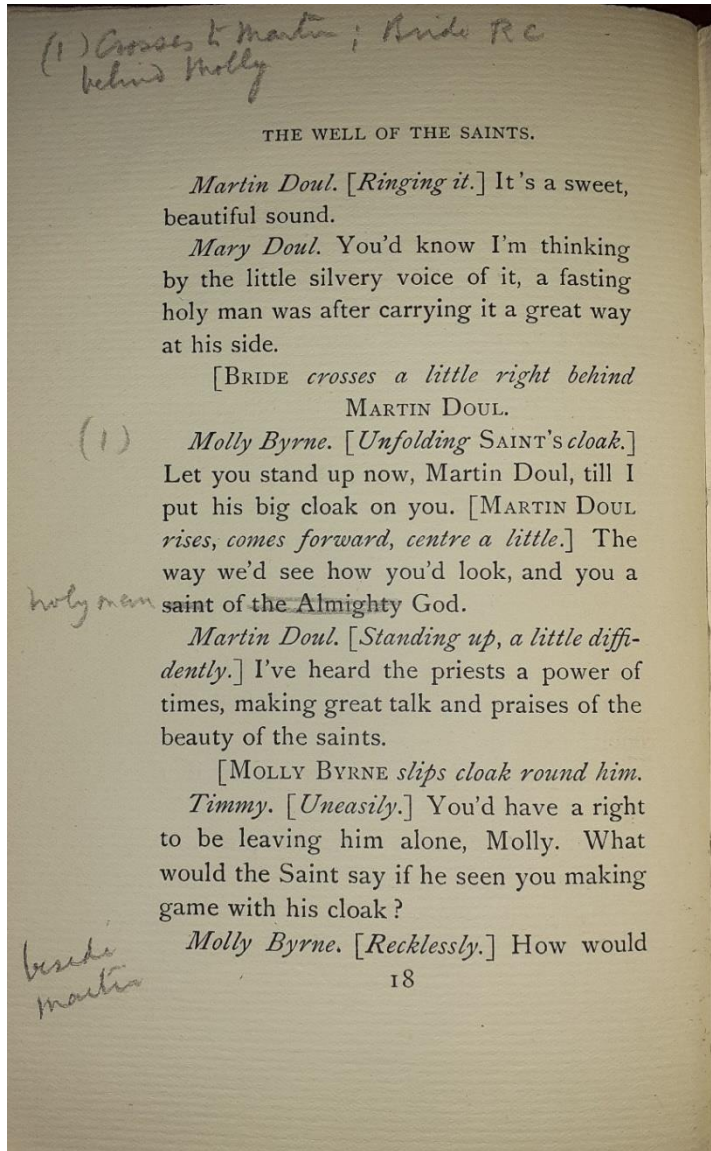 (1) Crosses to Martin; Bride RC
behind Molly
THE WELL OF THE SAINTS.
Martin Doul. [Ringing it.] It's a sweet,
beautiful sound.
Mary Doul. You'd know I'm thinking
by the little silvery voice of it, a fasting
holy man was after carrying it a great way
at his side.
[BRIDE crosses a little right behind
MARTIN DOUL.
(1) Molly Byrne. [Unfolding SAINT'S cloak.]
Let you stand up now, Martin Doul, till I
put his big cloak on you. [MARTIN DOUL
rises, comes forward, centre a little.] The
way we'd see how you'd look, and you a
holy man saint of the Almighty God.
Martin Doul. [Standing up, a little diffi-
dently.] I've heard the priests a power of
times, making great talk and praises of the
beauty of the saints.
[MOLLY BYRNE slips cloak round him.
Timmy. [Uneasily.] You'd have a right
to be leaving him alone, Molly. What
would the Saint say if he seen you making
game with his cloak?
Molly Byrne. [Recklessly.] How would
beside
Martin
18